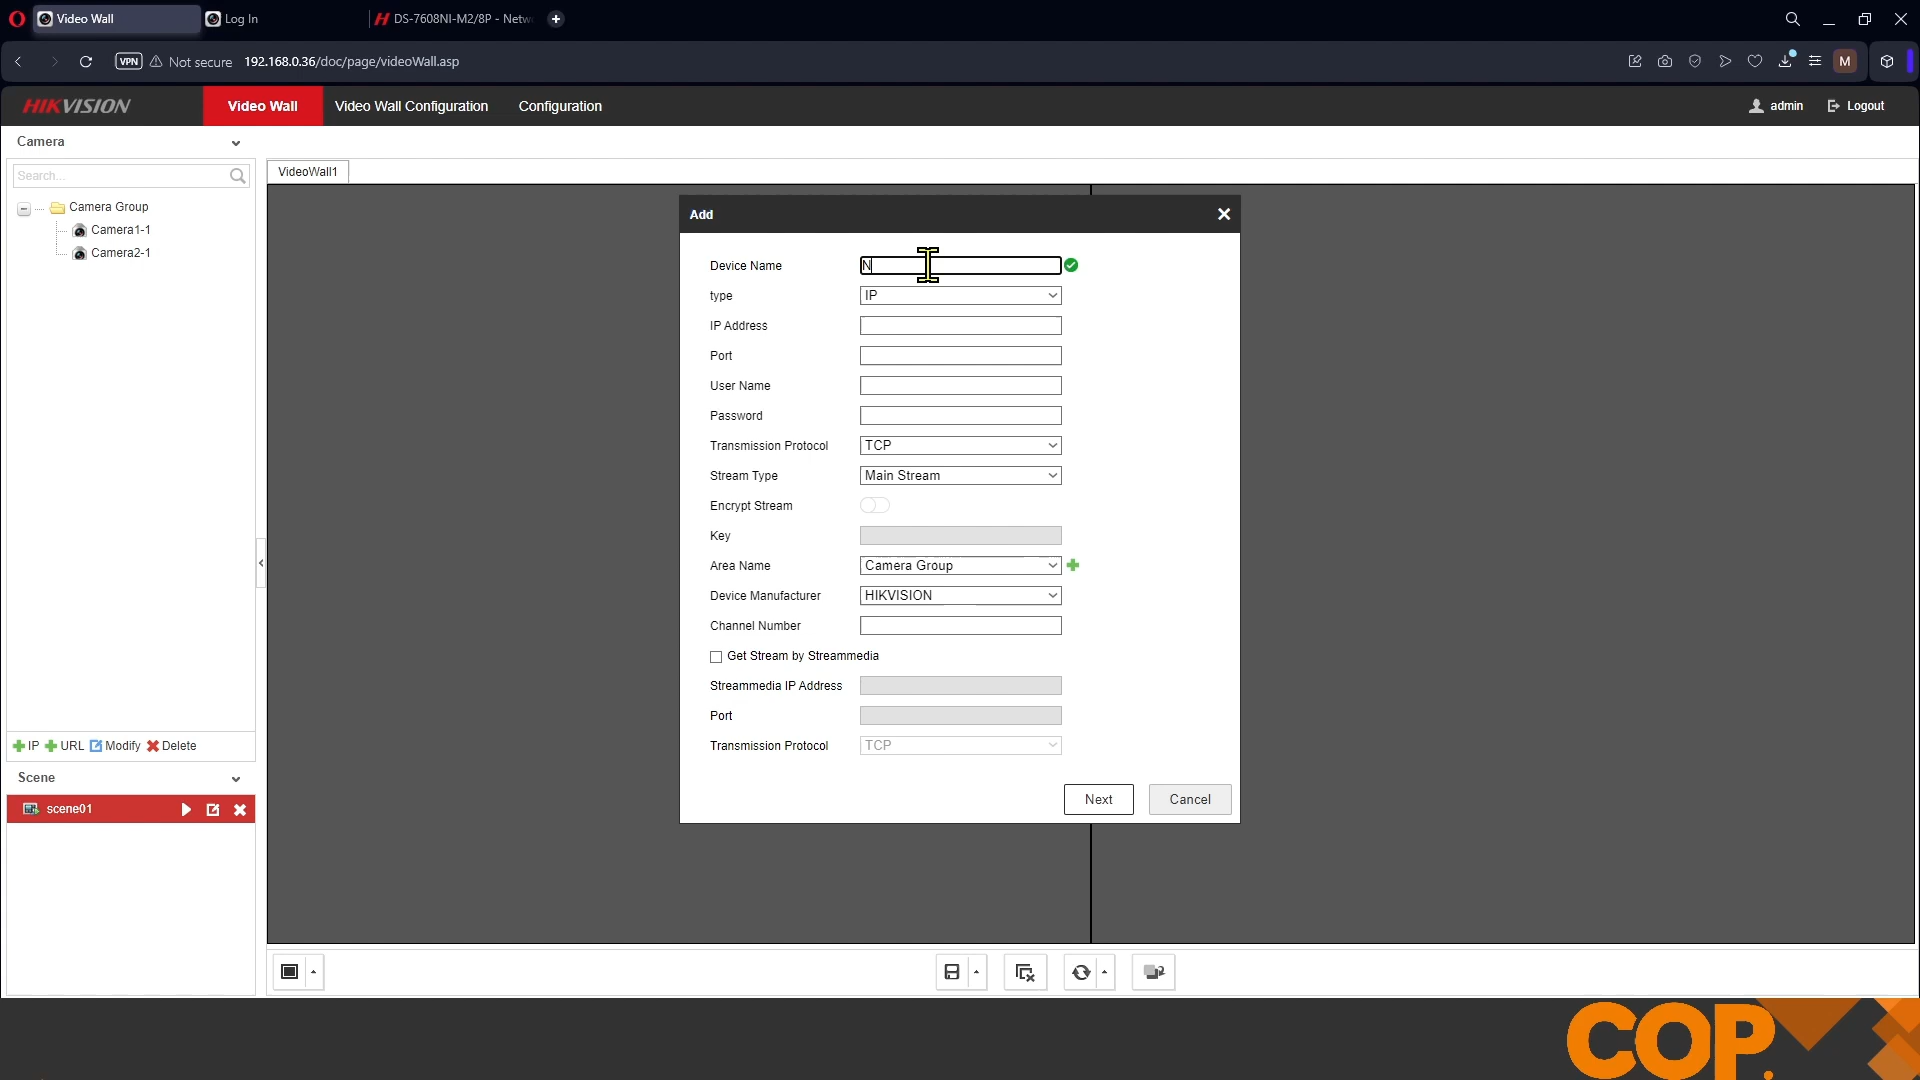 Video Wall
Log In
DS-7608NI-M2/8P - Netw
VPN
Not secure
192.168.0.36/doc/page/videoWall.asp
M
HIKVISION
Video Wall
Video Wall Configuration
Configuration
admin
Logout
Camera
Search...
VideoWall1
Camera Group
Camera1-1
Camera2-1
Add
Device Name
N
type
IP
IP Address
Port
User Name
Password
Transmission Protocol
TCP
Stream Type
Main Stream
Encrypt Stream
Key
Area Name
Camera Group
Device Manufacturer
HIKVISION
Channel Number
Get Stream by Streammedia
Streammedia IP Address
Port
Transmission Protocol
TCP
Next
Cancel
IP
URL
Modify
Delete
Scene
scene01
COP.